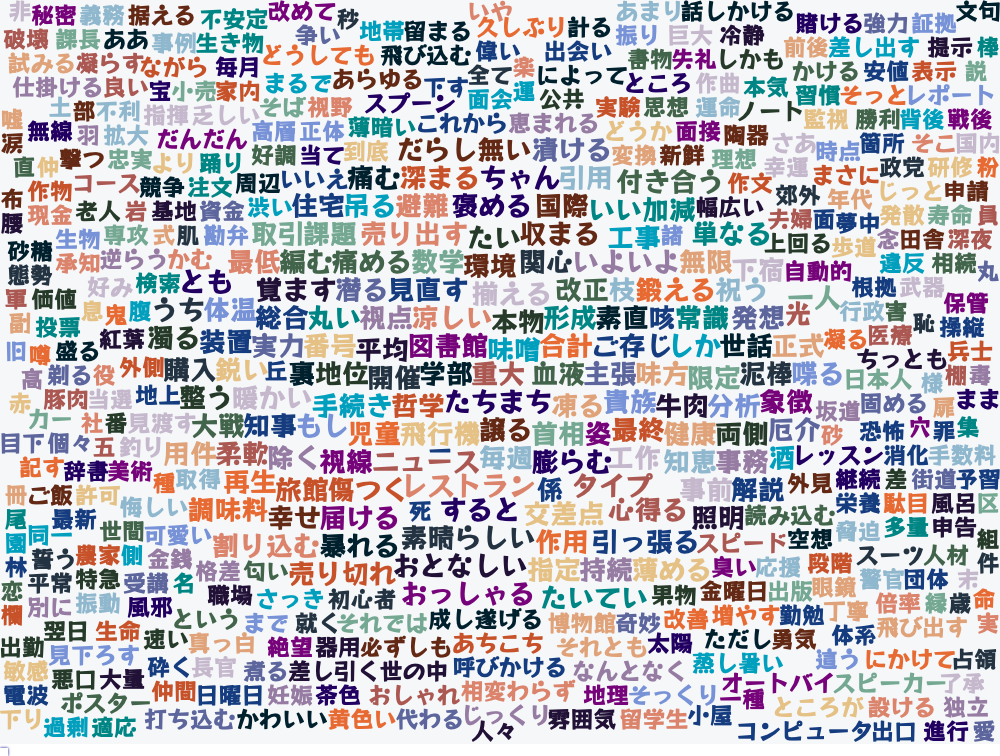 非 秘密 義務 据える 不安定 改めて 秒 いや 久しぶり 計る あまり 話しかける 賭ける 強力 証拠 文句
破壊 課長 ああ 事例 生き物 争い 地帯 留まる 偉い 出会い 振り 巨大 冷静 前後 差し出す 提示 棒
試みる 凝らす ながら 毎月 どうしても 飛び込む 全て 楽 によって 書物 失礼 しかも かける 安値 表示 説
仕掛ける 良い 宝 小売 家内 まるで あらゆる 下す 面会 運 公共 ところ 作曲 本気 習慣 そっと レポート
嘘 土 部 不利 指揮 乏しい そば 視野 スプーン 実験 思想 運命 ノート 監視 勝利 背後 戦後
涙 無線 羽 拡大 だんだん 高層 正体 薄暗い これから 恵まれる どうか 面接 陶器 さあ 時点 箇所 そこ 国内
直 仲 撃つ 忠実 より 踊り 好調 当て 到底 だらし無い 漬ける 変換 新鮮 理想 幸運 まさに 政党 研修 粉
布 作物 コース 競争 注文 周辺 いいえ 痛む 深まる ちゃん 引用 付き合う 作文 郊外 年代 じっと 申請
腰 現金 老人 岩 基地 資金 渋い 住宅 吊る 避難 褒める 国際 いい加減 幅広い 夫婦 面 夢中 発散 寿命 員
砂糖 生物 専攻 式 肌 勘弁 取引 課題 売り出す たい 収まる 工事 諸 単なる 上回る 歩道 念 田舎 深夜
態勢 承知 逆らう かむ 最低 編む 痛める 数学 環境 関心 いよいよ 無限 下宿 自動的 違反 相続 丸
軍 価値 好み 検索 とも 覚ます 潜る 見直す 揃える 改正 枝 鍛える 祝う 一人 根拠 武器 保管
副 投票 息 鬼 腹 うち 体温 総合 丸い 視点 涼しい 本物 形成 素直 咳 常識 発想 光 行政 書 恥 操縦
旧 噂 盛る 紅葉 濁る 装置 実力 番号 平均 図書館 味噌 合計 ご存じ しか 世話 正式 凝る 医療 ちっとも 兵士
高 剃る 役 外側 購入 鋭い 丘 裏 地位 開催 学部 重大 血液 主張 味方 限定 泥棒 喋る 日本人 様 棚 毒
赤 豚肉 当選 地上 整う 暖かい 手続き 哲学 たちまち 凍る 貴族 牛肉 分析 象徴 坂道 固める 扉 まま
カー 社 番 見渡す 大戦 知事 もし 児童 飛行機 譲る 首相 姿 最終 健康 両側 厄介 砂 恐怖 穴 罪 集
目下 個々 五 釣り 用件 柔軟 除く 視線 ニュース 毎週 膨らむ 工作 知恵 事務 酒 レッスン 消化 手数料
記す 辞書 美術 種 取得 再生 旅館 傷つく レストラン 係 タイプ 事前 解説 外見 継続 差 街道 予習
冊 ご飯 許可 悔しい 調味料 幸せ 届ける 死 すると 交差点 心得る 照明 読み込む 栄養 駄目 風呂 区
尾 同一 最新 世間 可愛い 割り込む 暴れる 素晴らしい 作用 引っ張る スピード 空想 脅迫 多量 申告 組
園 誓う 農家 側 金銭 格差 匂い 売り切れ おとなしい 指定 持続 薄める 臭い 応援 段階 スーツ 人材 件
林 平常 特急 受講 名 職場 さっき 初心者 おっしゃる たいてい 果物 金曜日 出版 眼鏡 警官 団体 末
恋 欄 別に 振動 風邪 という まで 就く それでは 成し遂げる 博物館 奇妙 改善 増やす 勤勉 丁寧 倍率 縁 歳 命
出勤 翌日 生命 速い 真っ白 絶望 器用 必ずしも あちこち それとも 太陽 ただし 勇気 体系 飛び出す 実
敏感 見下ろす 砕く 長官 煮る 差し引く 世の中 呼びかける なんとなく 蒸し暑い 違う にかけて 占領
電波 悪口 大量 仲間 日曜日 妊娠 茶色 おしゃれ 相変わらず 地理 そっくり オートバイ スピーカー 了承
下り ポスター 打ち込む かわいい 黄色い 代わる じっくり 雰囲気 留学生 小屋 一種 ところが 設ける 独立
過剰 適応 人々 コンピュータ 出口 進行 愛